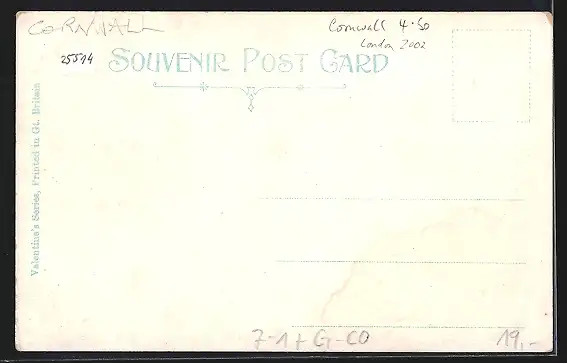 CORNWALL
Cornwall 4.50
London 2002
25514
SOUVENIR POST CARD
Valentine's Series, Printed in Gt. Britain
7-1+G-CO
19,-